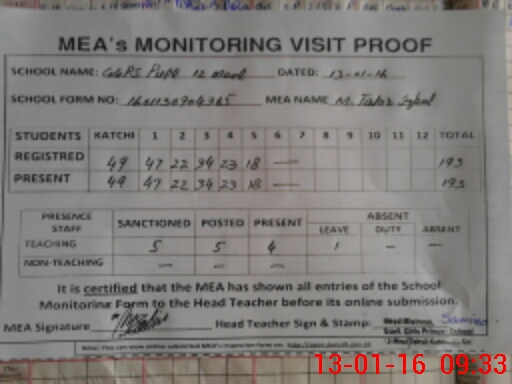 MEA's MONITORING VISIT PROOF
SCHOOL NAME: GGPS 12 DATED: 13-01-16
SCHOOL FORM NO: MEA NAME M.
STUDENTS KATCHI 1 2 3 4 5 6 7 8 9 10 11 12 TOTAL
REGISTRED 49 47 22 34 23 18 — 193
PRESENT 49 47 22 34 23 18 — 193
PRESENCE STAFF SANCTIONED POSTED PRESENT ABSENT
LEAVE DUTY ABSENT
TEACHING 5 5 4 1 — —
NON-TEACHING — — —
It is certified that the MEA has shown all entries of the School
Monitoring Form to the Head Teacher before its online submission.
MEA Signature Head Teacher Sign & Stamp:
Govt. Girls Primary School
13-01-16 09:33